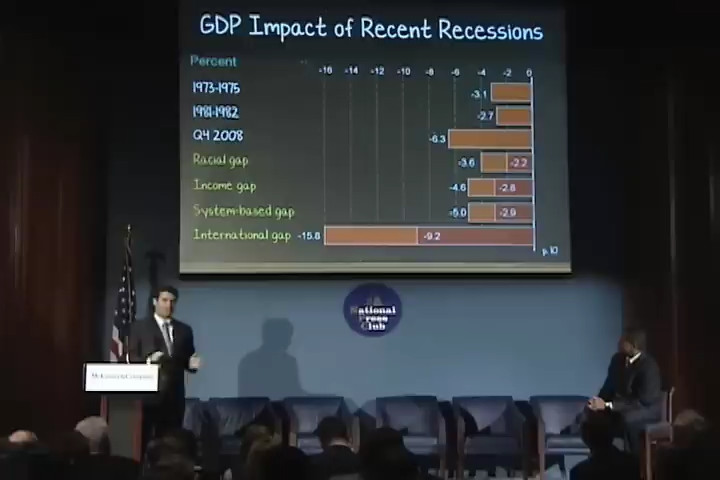 GDP Impact of Recent Recessions
Percent
-16 -14 -12 -10 -8 -6 -4 -2 0
1973-1975 -3.1
1981-1982 -2.7
Q4 2008 -6.3
Racial gap -3.6 -2.2
Income gap -4.6 -2.8
System-based gap -5.0 -2.9
International gap -15.8 -9.2
p.10
National
Press
Club
McKinsey&Company